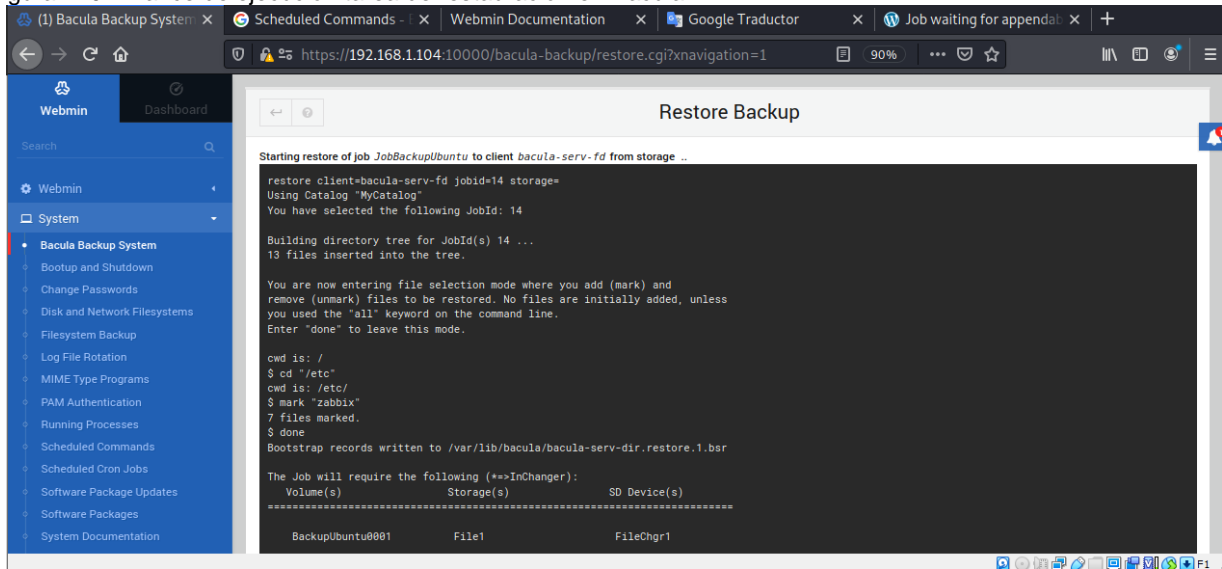 (1) Bacula Backup System
Scheduled Commands -
Webmin Documentation
Google Traductor
Job waiting for appendab
https://192.168.1.104:10000/bacula-backup/restore.cgi?xnavigation=1
90%
Webmin
Dashboard
Search
Webmin
System
Bacula Backup System
Bootup and Shutdown
Change Passwords
Disk and Network Filesystems
Filesystem Backup
Log File Rotation
MIME Type Programs
PAM Authentication
Running Processes
Scheduled Commands
Scheduled Cron Jobs
Software Package Updates
Software Packages
System Documentation
Restore Backup
Starting restore of job JobBackupUbuntu to client bacula-serv-fd from storage ..
restore client=bacula-serv-fd jobid=14 storage=
Using Catalog "MyCatalog"
You have selected the following JobId: 14
Building directory tree for JobId(s) 14 ...
13 files inserted into the tree.
You are now entering file selection mode where you add (mark) and
remove (unmark) files to be restored. No files are initially added, unless
you used the "all" keyword on the command line.
Enter "done" to leave this mode.
cwd is: /
$ cd "/etc"
cwd is: /etc/
$ mark "zabbix"
7 files marked.
$ done
Bootstrap records written to /var/lib/bacula/bacula-serv-dir.restore.1.bsr
The Job will require the following (*=>InChanger):
Volume(s) Storage(s) SD Device(s)
===========================================================================
BackupUbuntu0001 File1 FileChgr1
F1